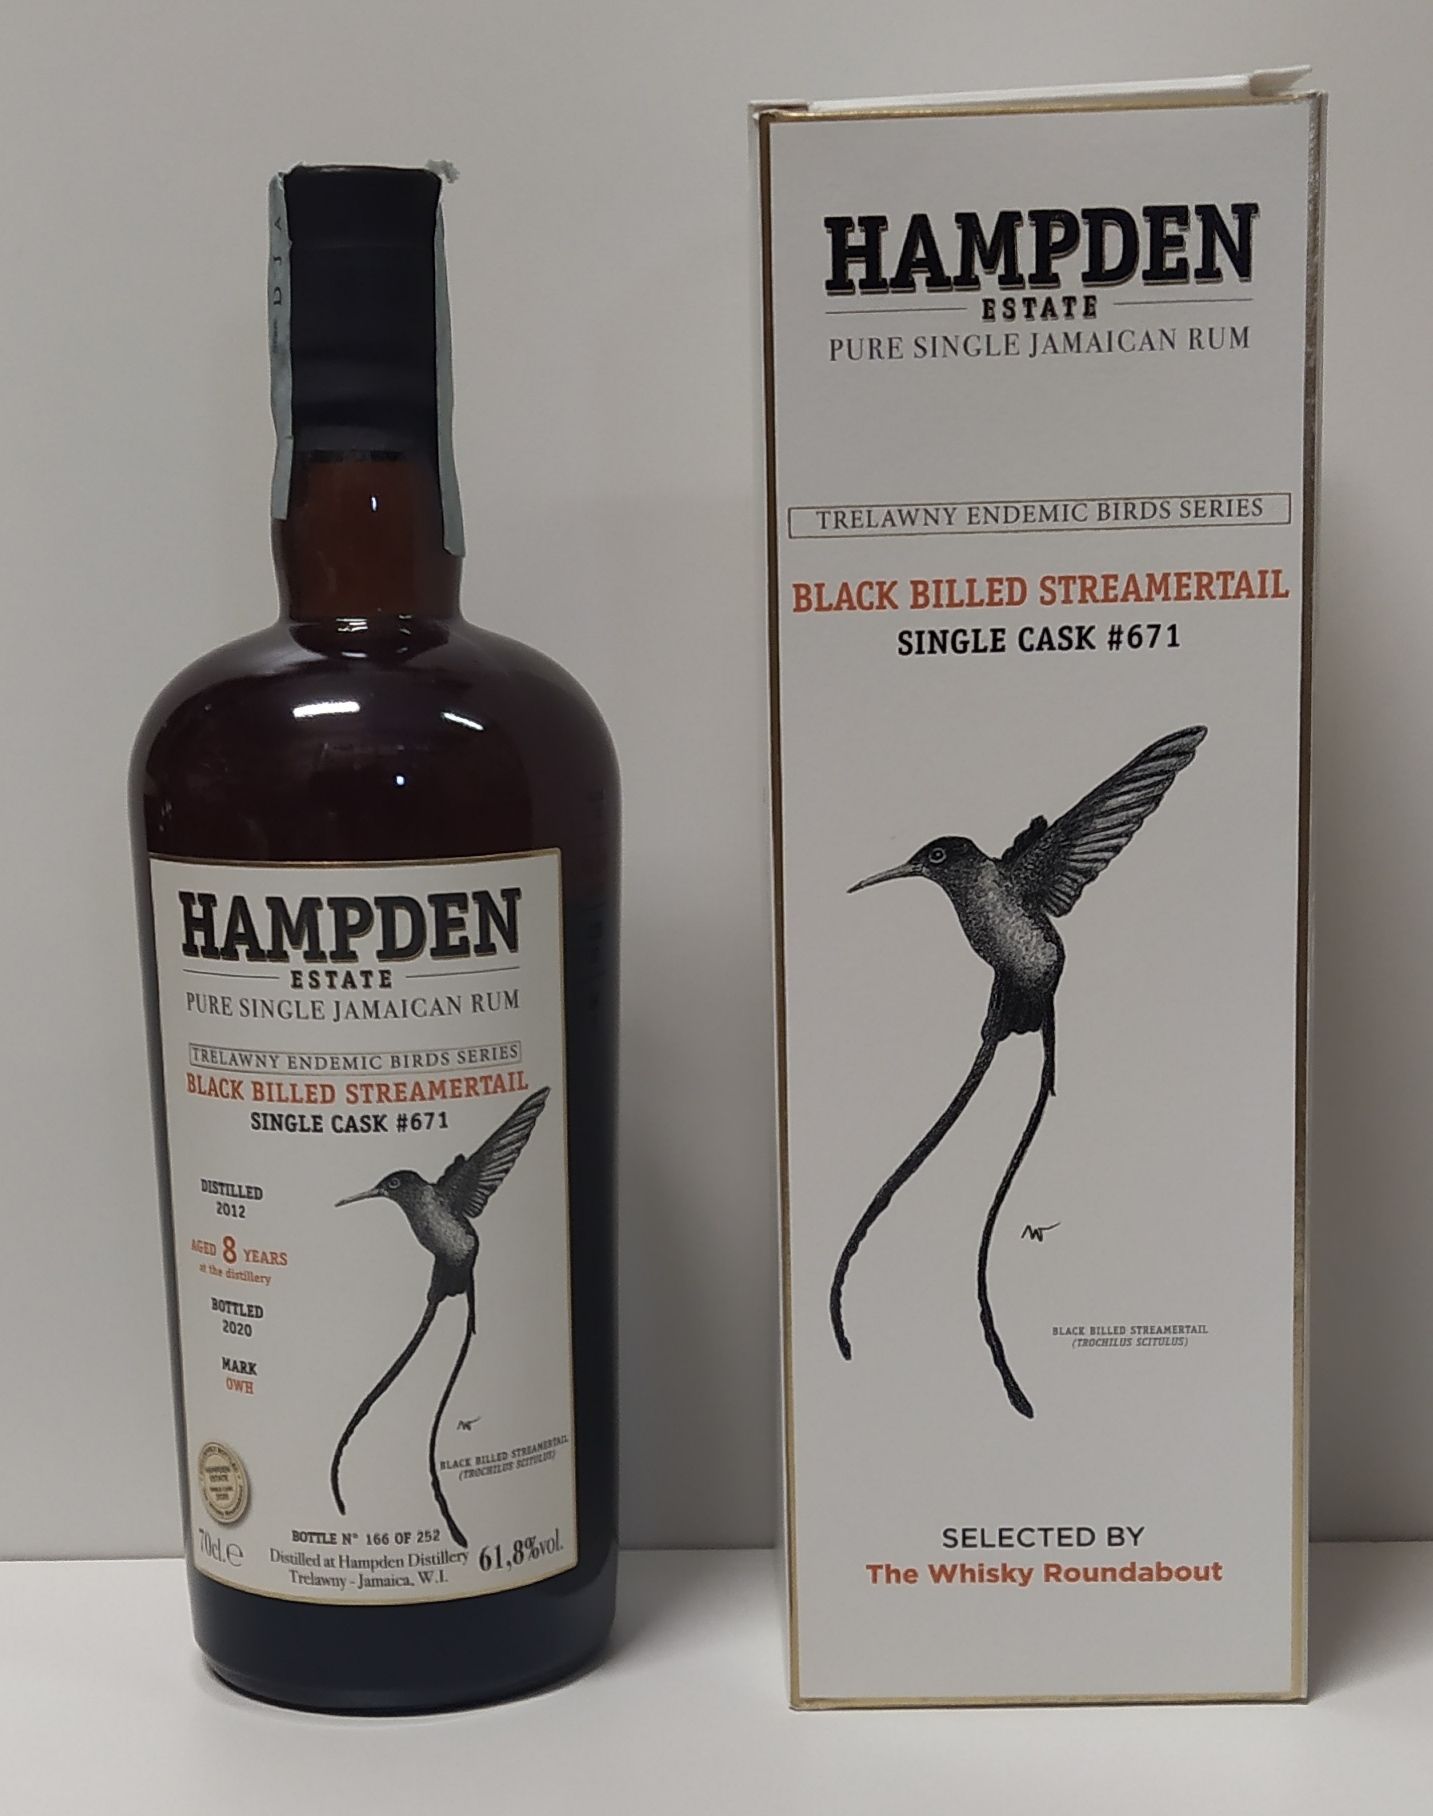 HAMPDEN
ESTATE
PURE SINGLE JAMAICAN RUM
TRELAWNY ENDEMIC BIRDS SERIES
BLACK BILLED STREAMERTAIL
SINGLE CASK #671
DISTILLED
2012
AGED 8 YEARS
at the distillery
BOTTLED
2020
MARK
OWH
BLACK BILLED STREAMERTAIL
(TROCHILUS SCITULUS)
HAMPDEN
ESTATE
BOTTLE N° 166 OF 252
70cl.e
Distilled at Hampden Distillery
Trelawny - Jamaica, W.I.
61,8%vol.
HAMPDEN
ESTATE
PURE SINGLE JAMAICAN RUM
TRELAWNY ENDEMIC BIRDS SERIES
BLACK BILLED STREAMERTAIL
SINGLE CASK #671
BLACK BILLED STREAMERTAIL
(TROCHILUS SCITULUS)
SELECTED BY
The Whisky Roundabout